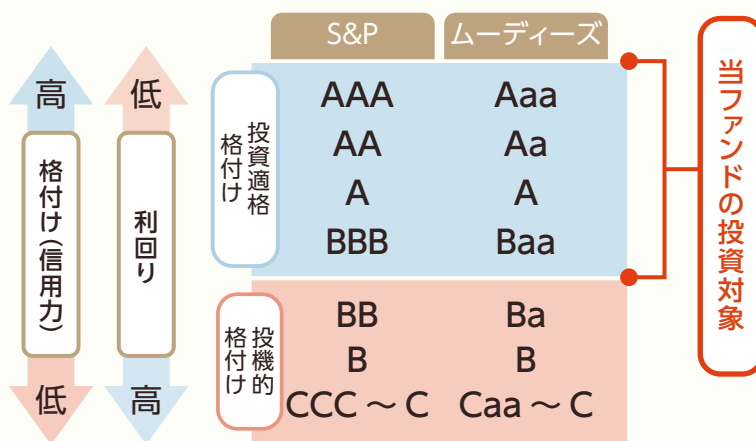 S&P ムーディーズ
高 低
格付け(信用力)
利回り
低 高
投資適格
格付け
AAA Aaa
AA Aa
A A
BBB Baa
投機的
格付け
BB Ba
B B
CCC ~ C Caa ~ C
当ファンドの投資対象